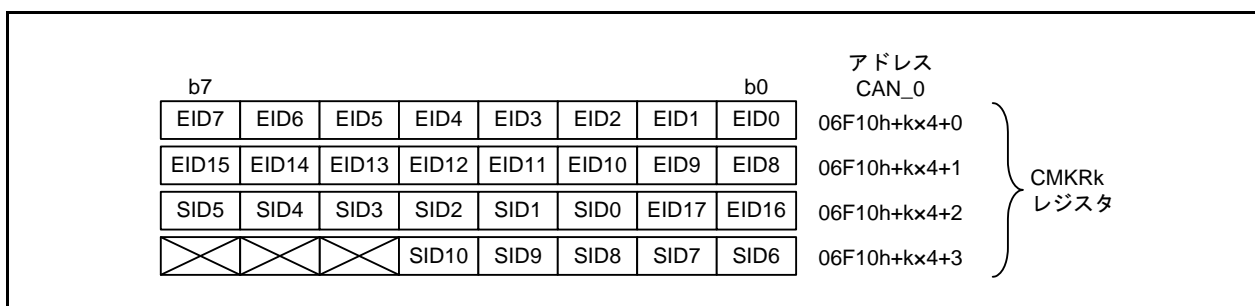 アドレス
b7 b0 CAN_0
EID7 EID6 EID5 EID4 EID3 EID2 EID1 EID0 06F10h+k×4+0
EID15 EID14 EID13 EID12 EID11 EID10 EID9 EID8 06F10h+k×4+1
SID5 SID4 SID3 SID2 SID1 SID0 EID17 EID16 06F10h+k×4+2
SID10 SID9 SID8 SID7 SID6 06F10h+k×4+3
CMKRk
レジスタ